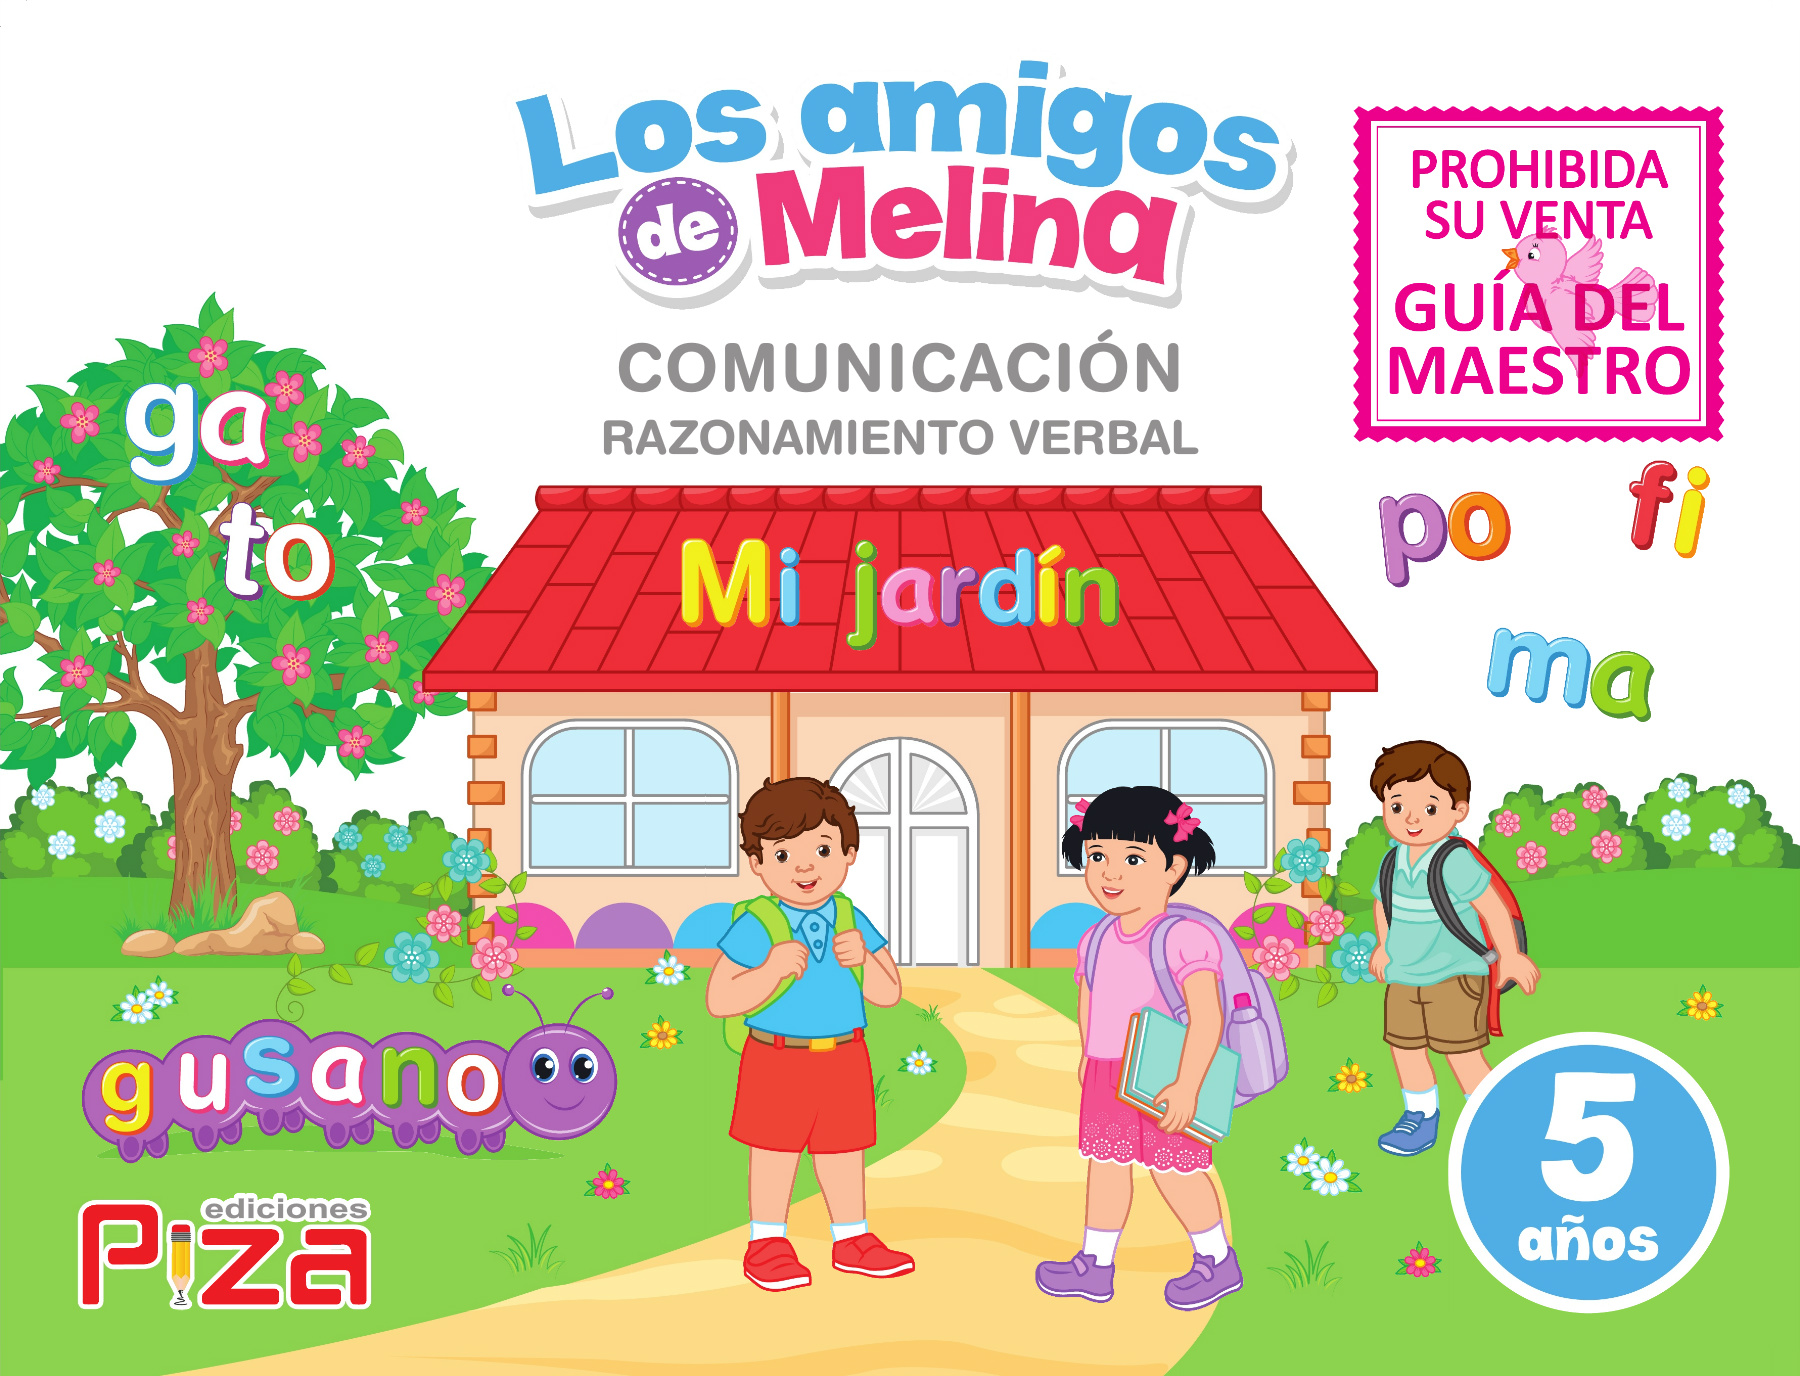 Los amigos
de Melina
COMUNICACIÓN
RAZONAMIENTO VERBAL
PROHIBIDA
SU VENTA
GUÍA DEL
MAESTRO
ga
to
po
fi
ma
Mi jardín
gusano
ediciones
PIZA
5
años